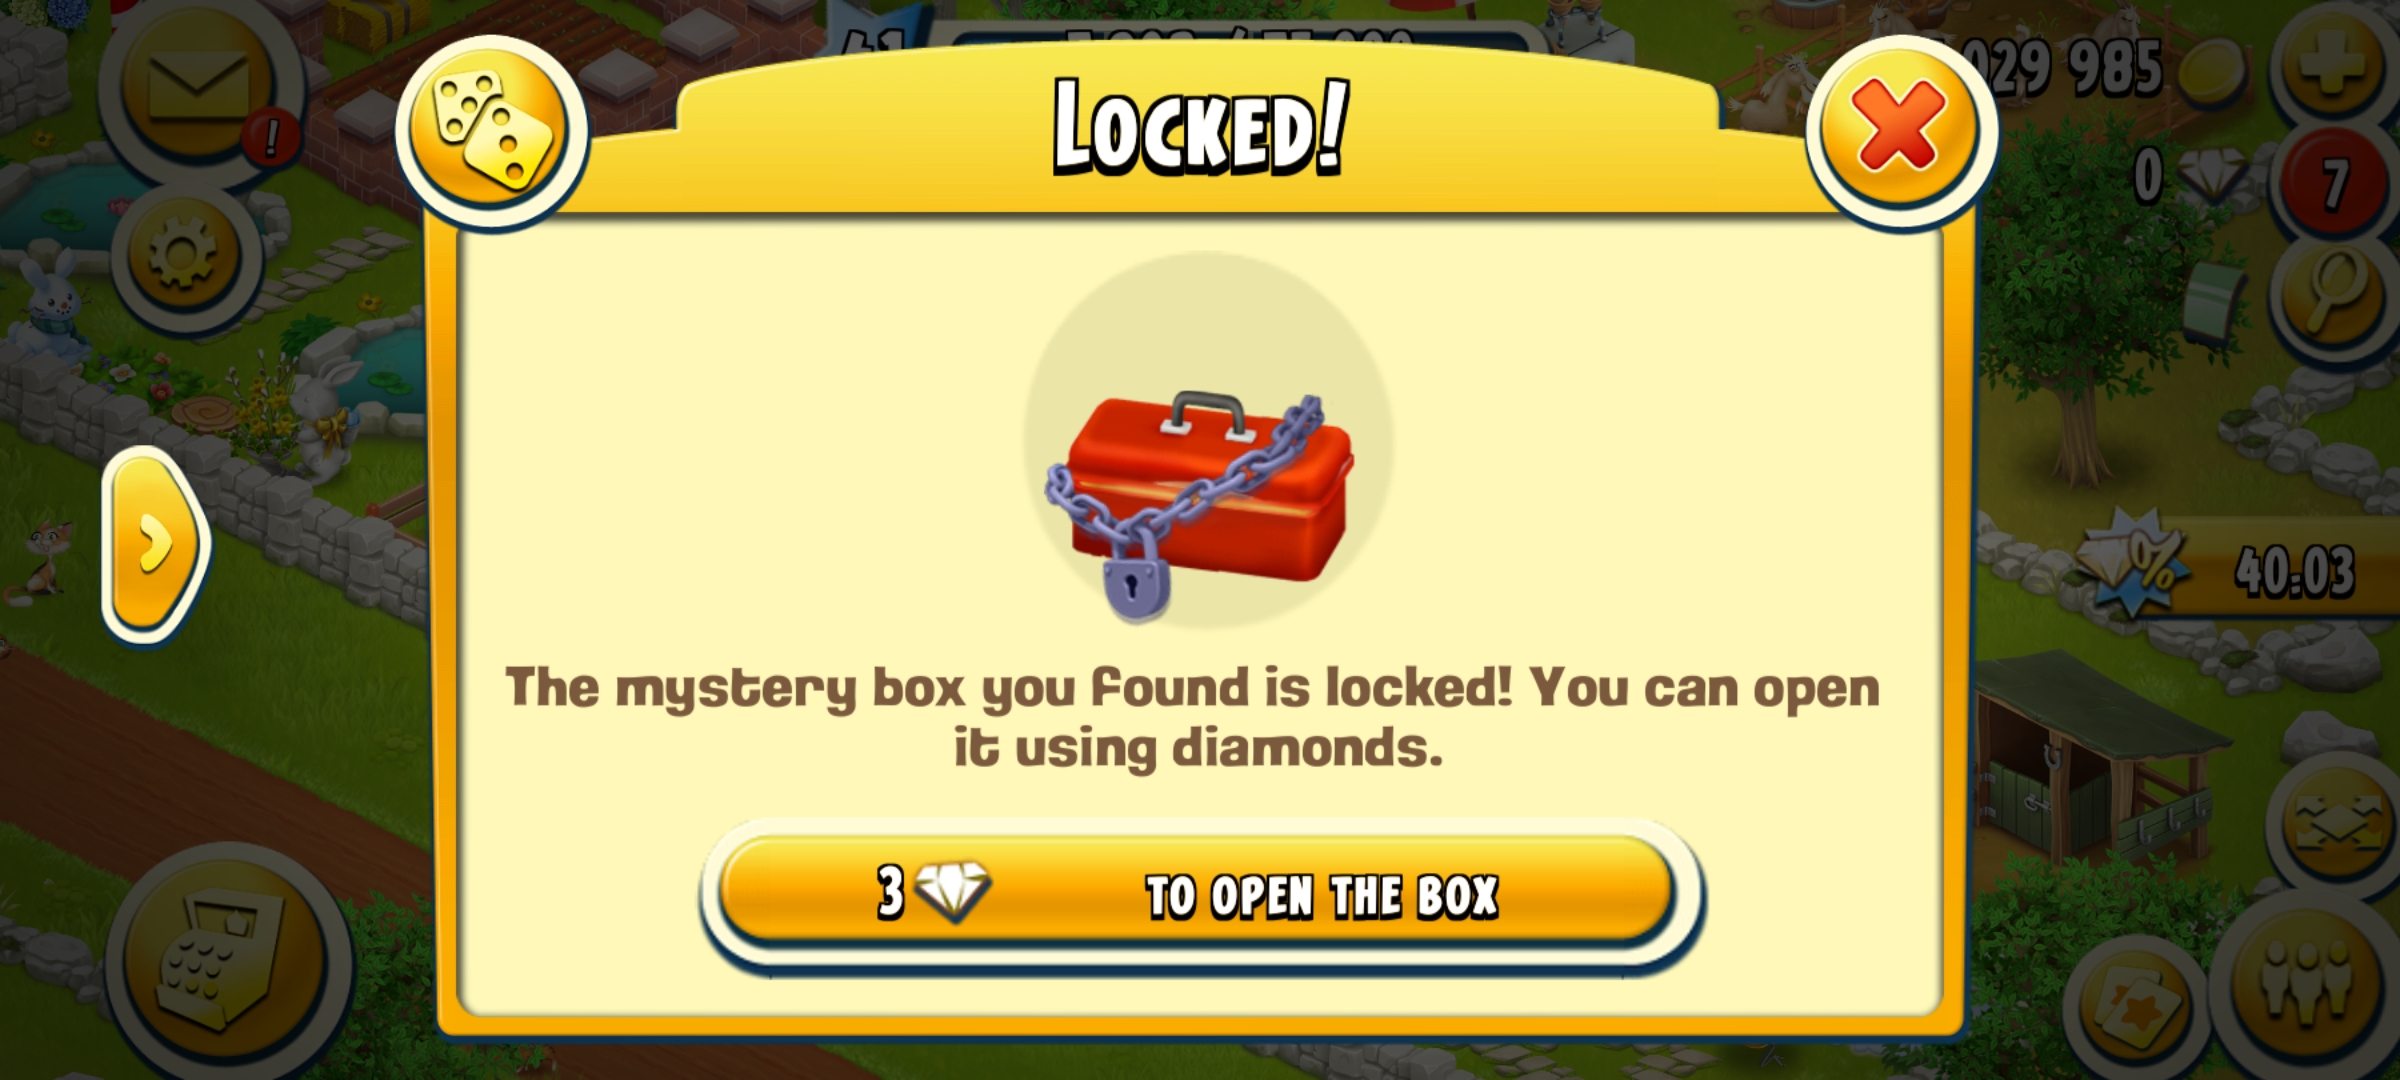 41
LOCKED!
029 985
0
!
7
40:03
The mystery box you found is locked! You can open
it using diamonds.
3 TO OPEN THE BOX
%